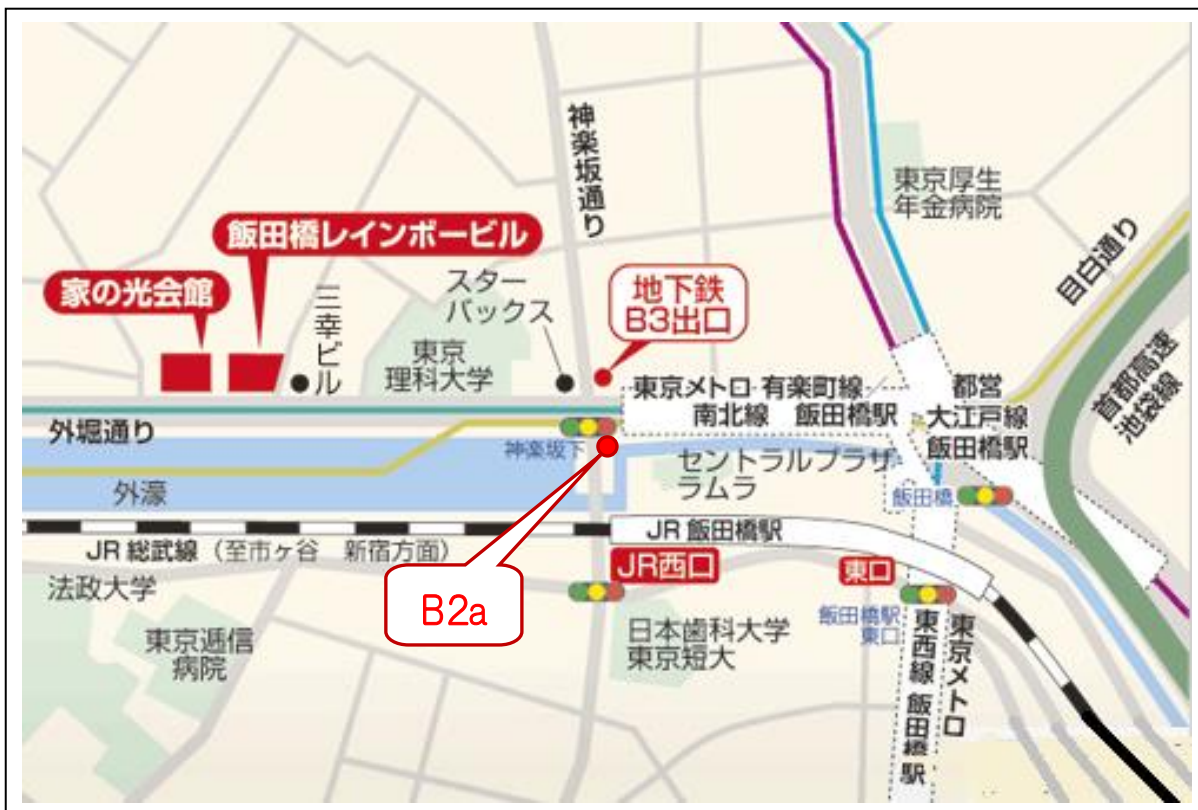 神楽坂通り
東京厚生
年金病院
目白通り
飯田橋レインボービル
家の光会館
三幸ビル
スター
バックス
地下鉄
B3出口
東京
理科大学
東京メトロ 有楽町線
南北線 飯田橋駅
都営
大江戸線
飯田橋駅
首都高速
池袋線
外堀通り
神楽坂下
セントラルプラザ
ラムラ
飯田橋
外濠
JR 飯田橋駅
JR 総武線（至市ヶ谷 新宿方面）
JR西口
東口
法政大学
B2a
飯田橋駅
東口
日本歯科大学
東京短大
東京逓信
病院
東京メトロ
東西線 飯田橋駅